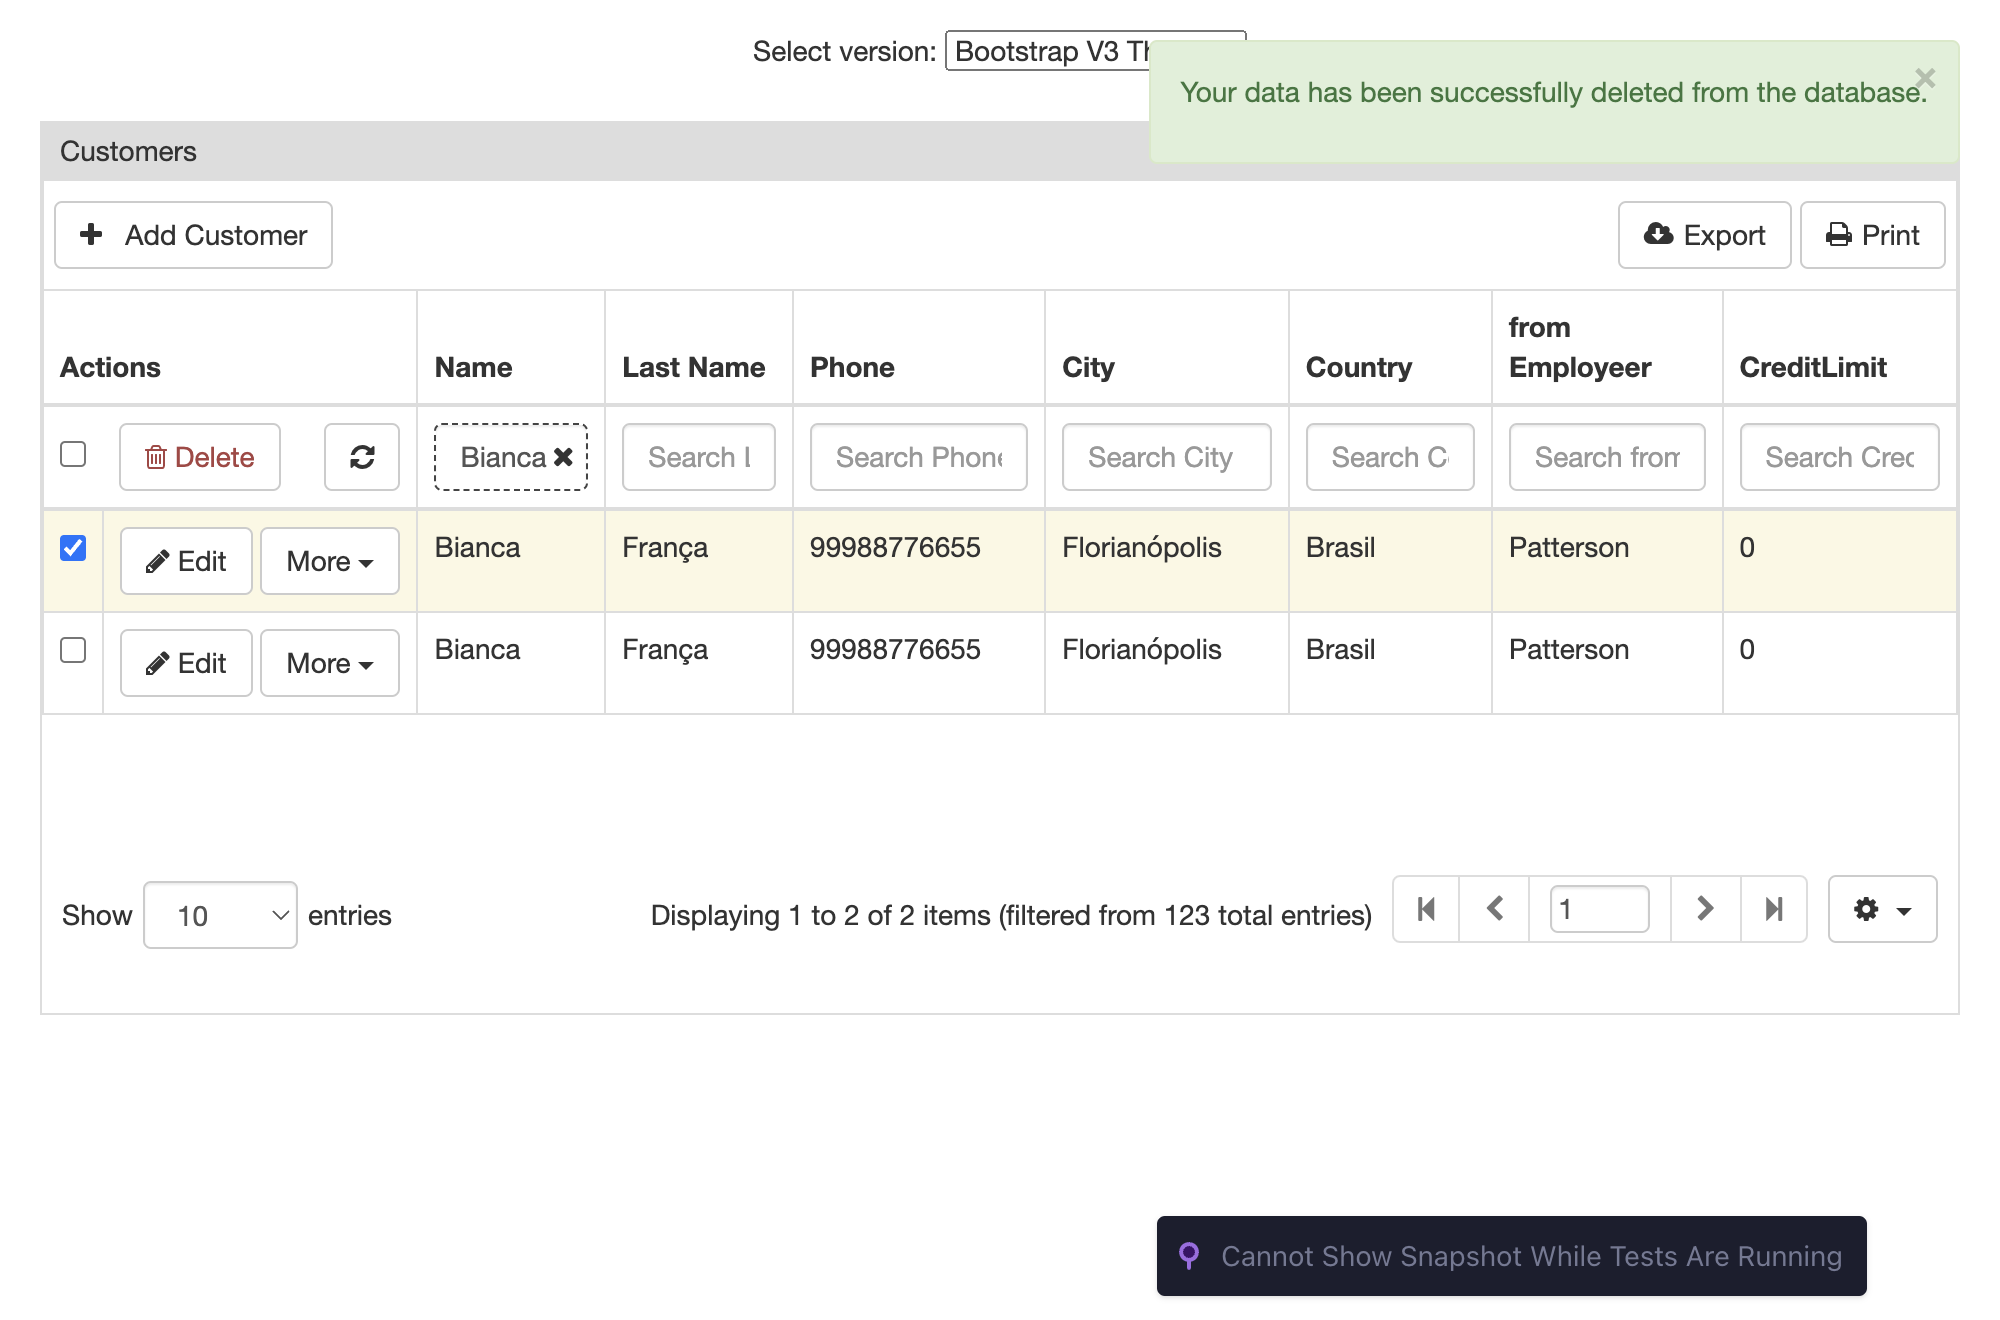 Select version: Bootstrap V3 Th
Your data has been successfully deleted from the database.
Customers
Add Customer
Export
Print
Actions
Name
Last Name
Phone
City
Country
from
Employeer
CreditLimit
Delete
Bianca
Search L
Search Phone
Search City
Search C
Search from
Search Cred
Edit More Bianca França 99988776655 Florianópolis Brasil Patterson 0
Edit More Bianca França 99988776655 Florianópolis Brasil Patterson 0
Show 10 entries
Displaying 1 to 2 of 2 items (filtered from 123 total entries)
1
Cannot Show Snapshot While Tests Are Running